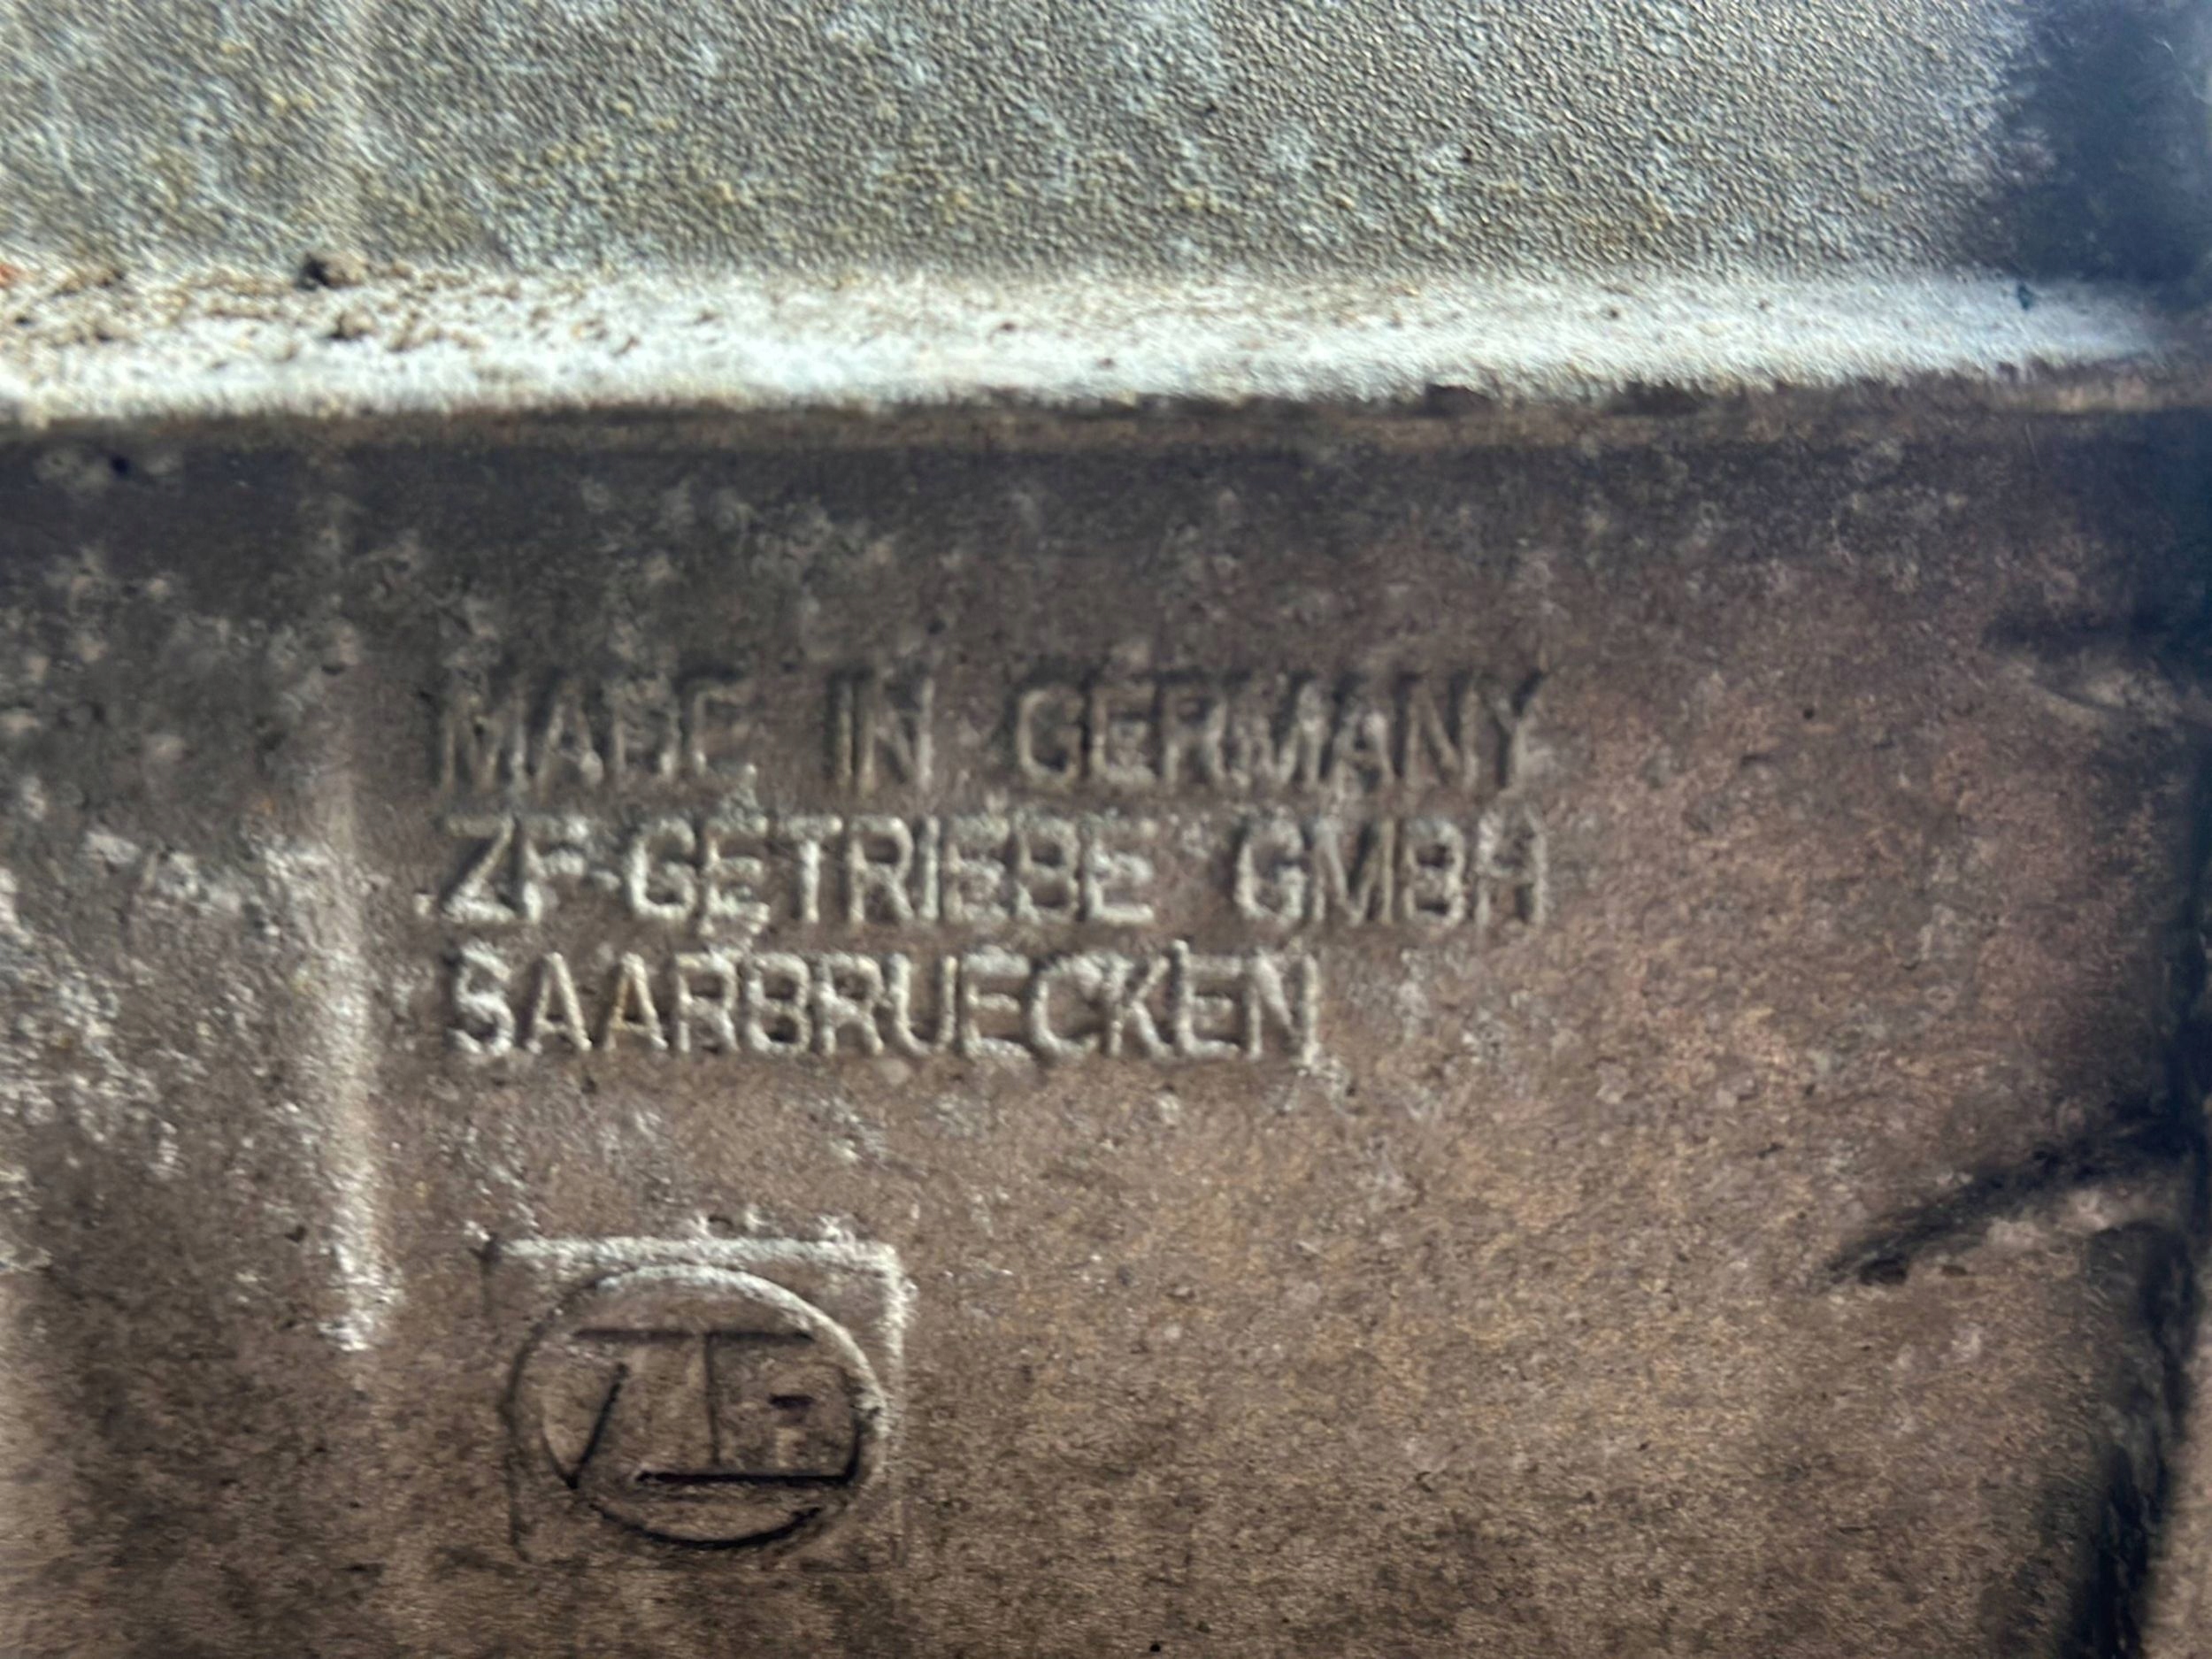 MADE IN GERMANY
ZF-GETRIEBE GMBH
SAARBRUECKEN
ZF